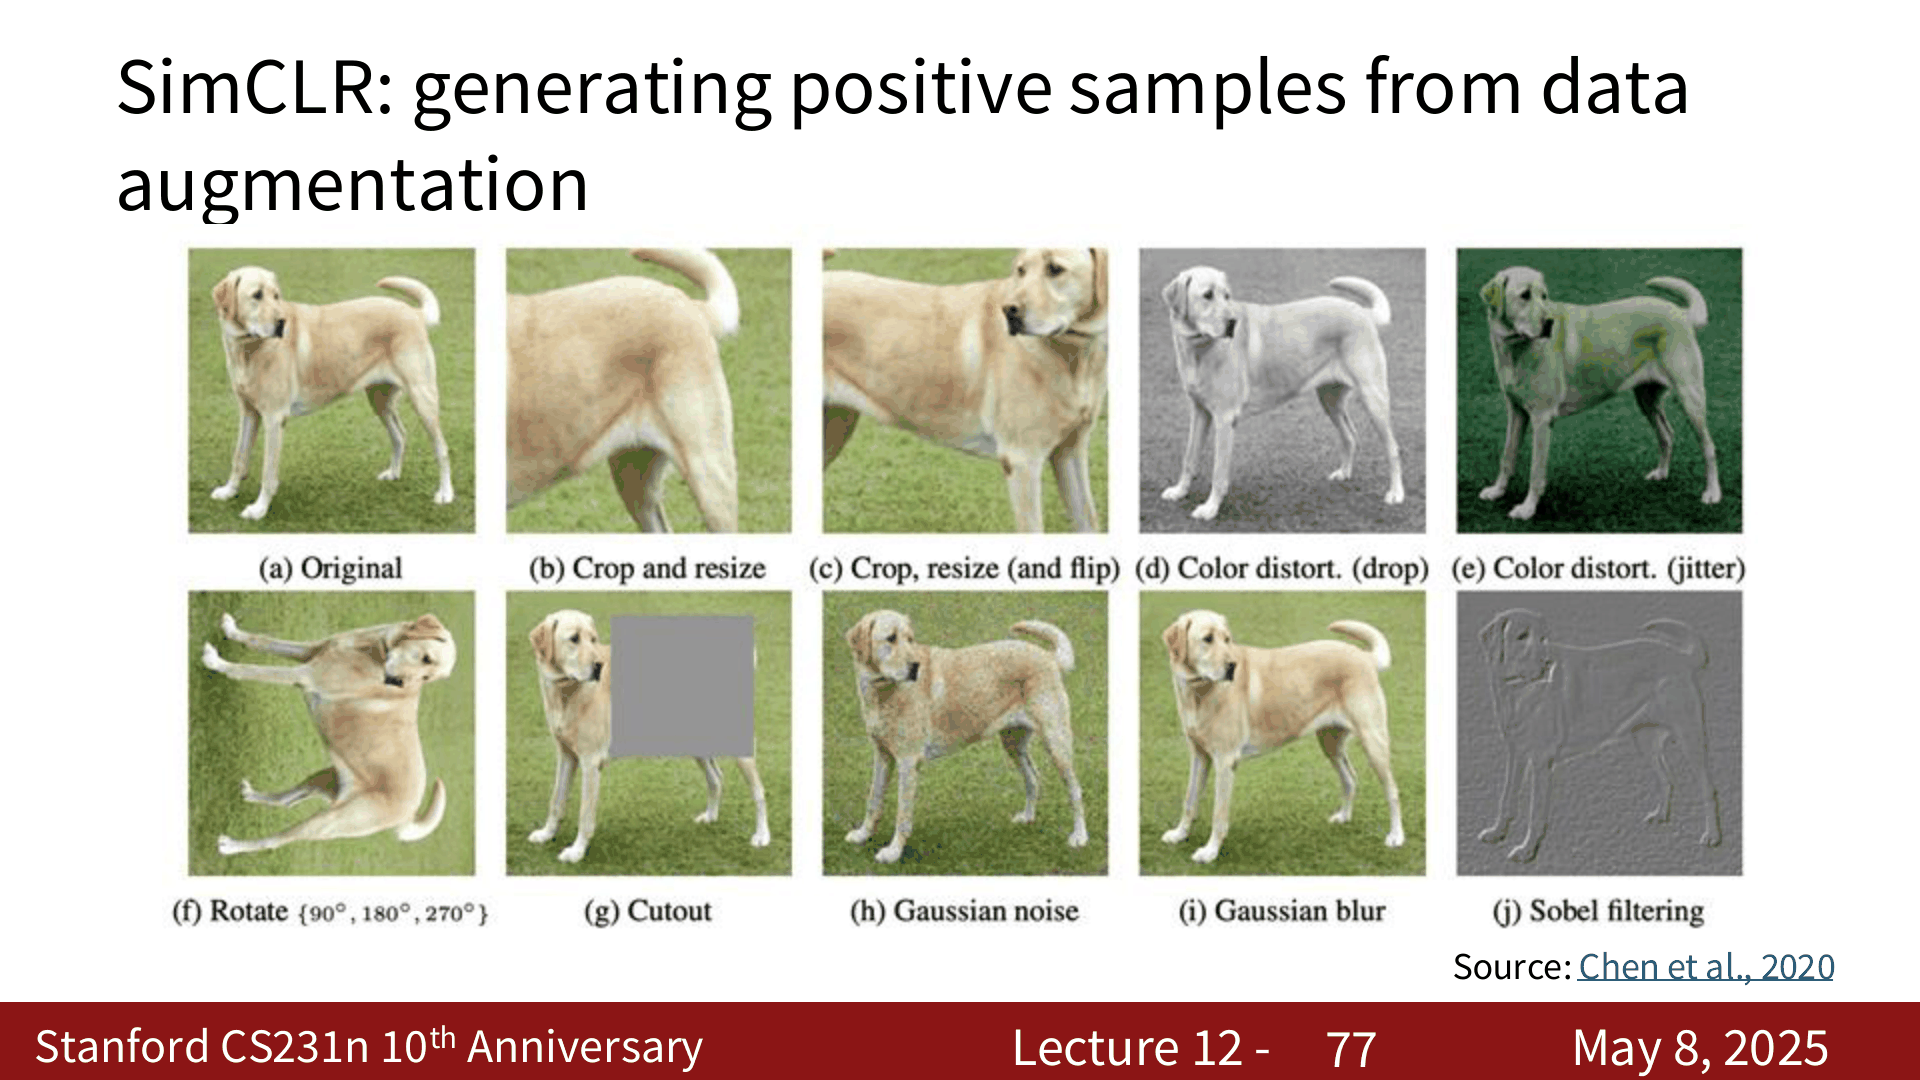 SimCLR: generating positive samples from data
augmentation
(a) Original
(b) Crop and resize
(c) Crop, resize (and flip)
(d) Color distort. (drop)
(e) Color distort. (jitter)
(f) Rotate {90°, 180°, 270°}
(g) Cutout
(h) Gaussian noise
(i) Gaussian blur
(j) Sobel filtering
Source: Chen et al., 2020
Stanford CS231n 10th Anniversary
Lecture 12 - 77
May 8, 2025